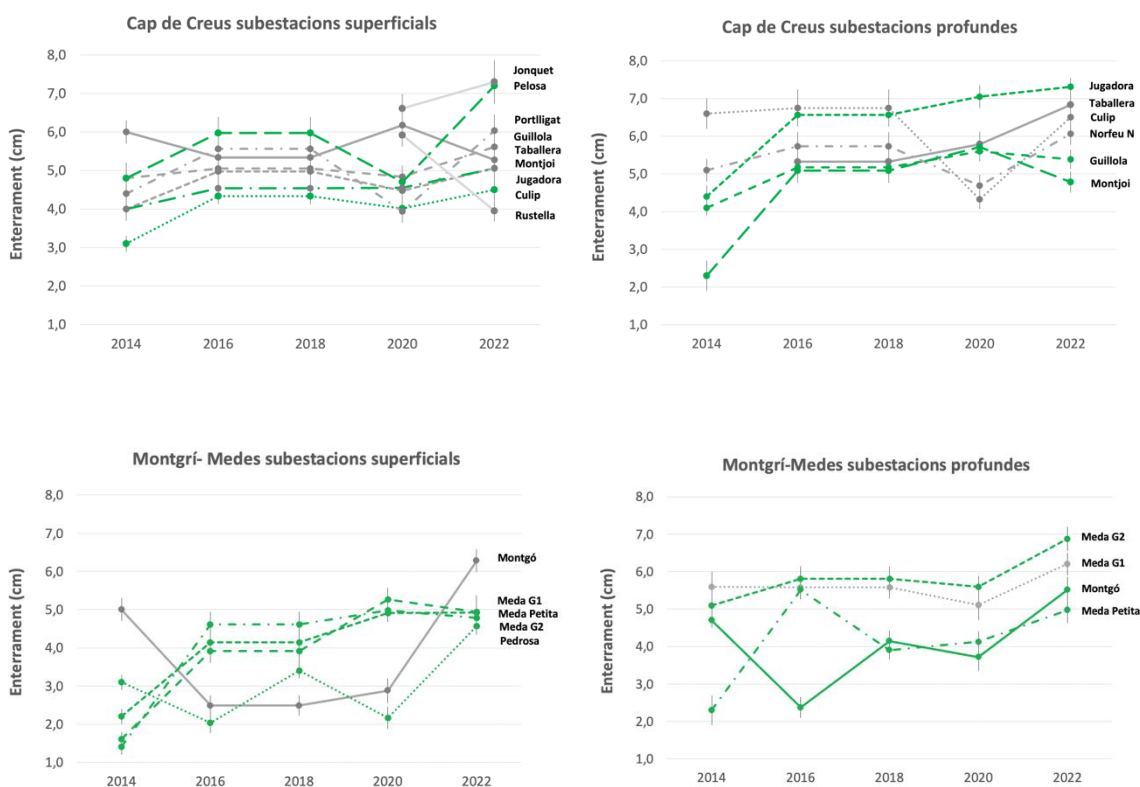 Cap de Creus subestacions superficials
8,0
7,0
6,0
5,0
4,0
3,0
2,0
1,0
Enterrament (cm)
2014 2016 2018 2020 2022
Jonquet
Pelosa
Portlligat
Guillola
Taballera
Montjoi
Jugadora
Culip
Rustella
Cap de Creus subestacions profundes
8,0
7,0
6,0
5,0
4,0
3,0
2,0
1,0
Enterrament (cm)
2014 2016 2018 2020 2022
Jugadora
Taballera
Culip
Norfeu N
Guillola
Montjoi
Montgrí- Medes subestacions superficials
8,0
7,0
6,0
5,0
4,0
3,0
2,0
1,0
Enterrament (cm)
2014 2016 2018 2020 2022
Montgó
Meda G1
Meda Petita
Meda G2
Pedrosa
Montgrí-Medes subestacions profundes
8,0
7,0
6,0
5,0
4,0
3,0
2,0
1,0
Enterrament (cm)
2014 2016 2018 2020 2022
Meda G2
Meda G1
Montgó
Meda Petita